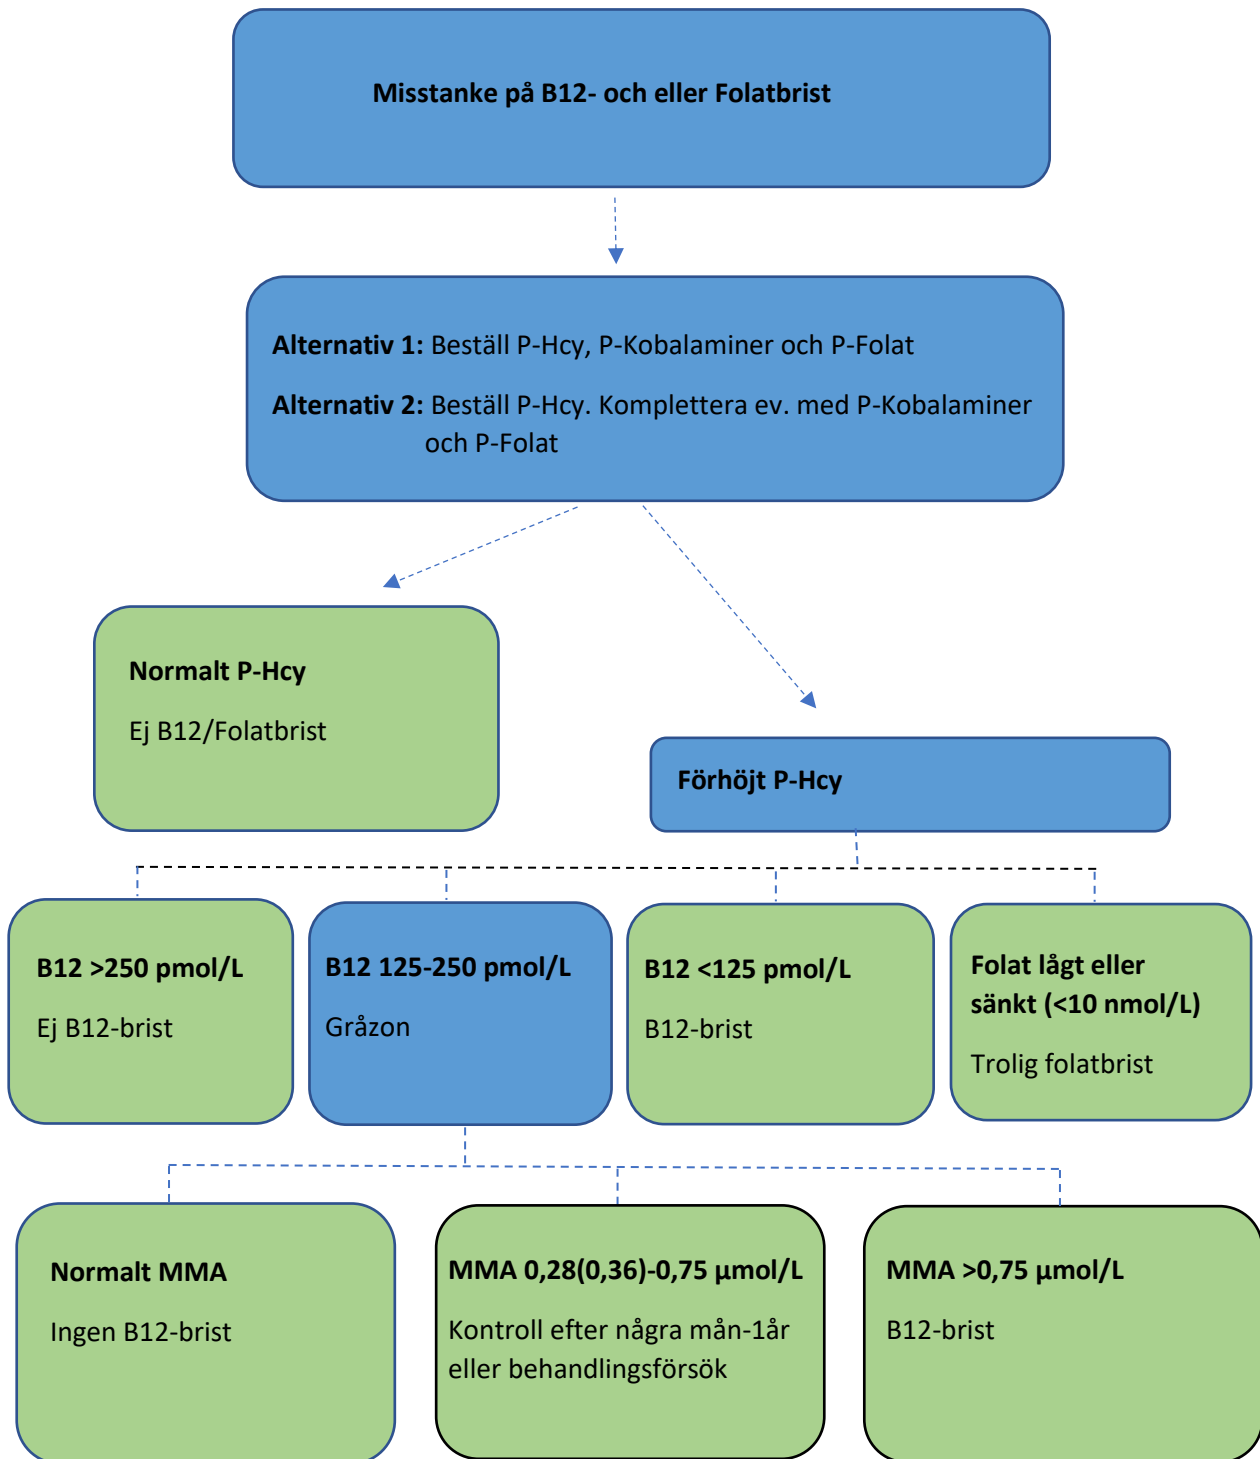 Misstanke på B12- och eller Folatbrist
Alternativ 1: Beställ P-Hcy, P-Kobalaminer och P-Folat
Alternativ 2: Beställ P-Hcy. Komplettera ev. med P-Kobalaminer
och P-Folat
Normalt P-Hcy
Ej B12/Folatbrist
Förhöjt P-Hcy
B12 >250 pmol/L
Ej B12-brist
B12 125-250 pmol/L
Gråzon
B12 <125 pmol/L
B12-brist
Folat lågt eller
sänkt (<10 nmol/L)
Trolig folatbrist
Normalt MMA
Ingen B12-brist
MMA 0,28(0,36)-0,75 µmol/L
Kontroll efter några mån-1år
eller behandlingsförsök
MMA >0,75 µmol/L
B12-brist